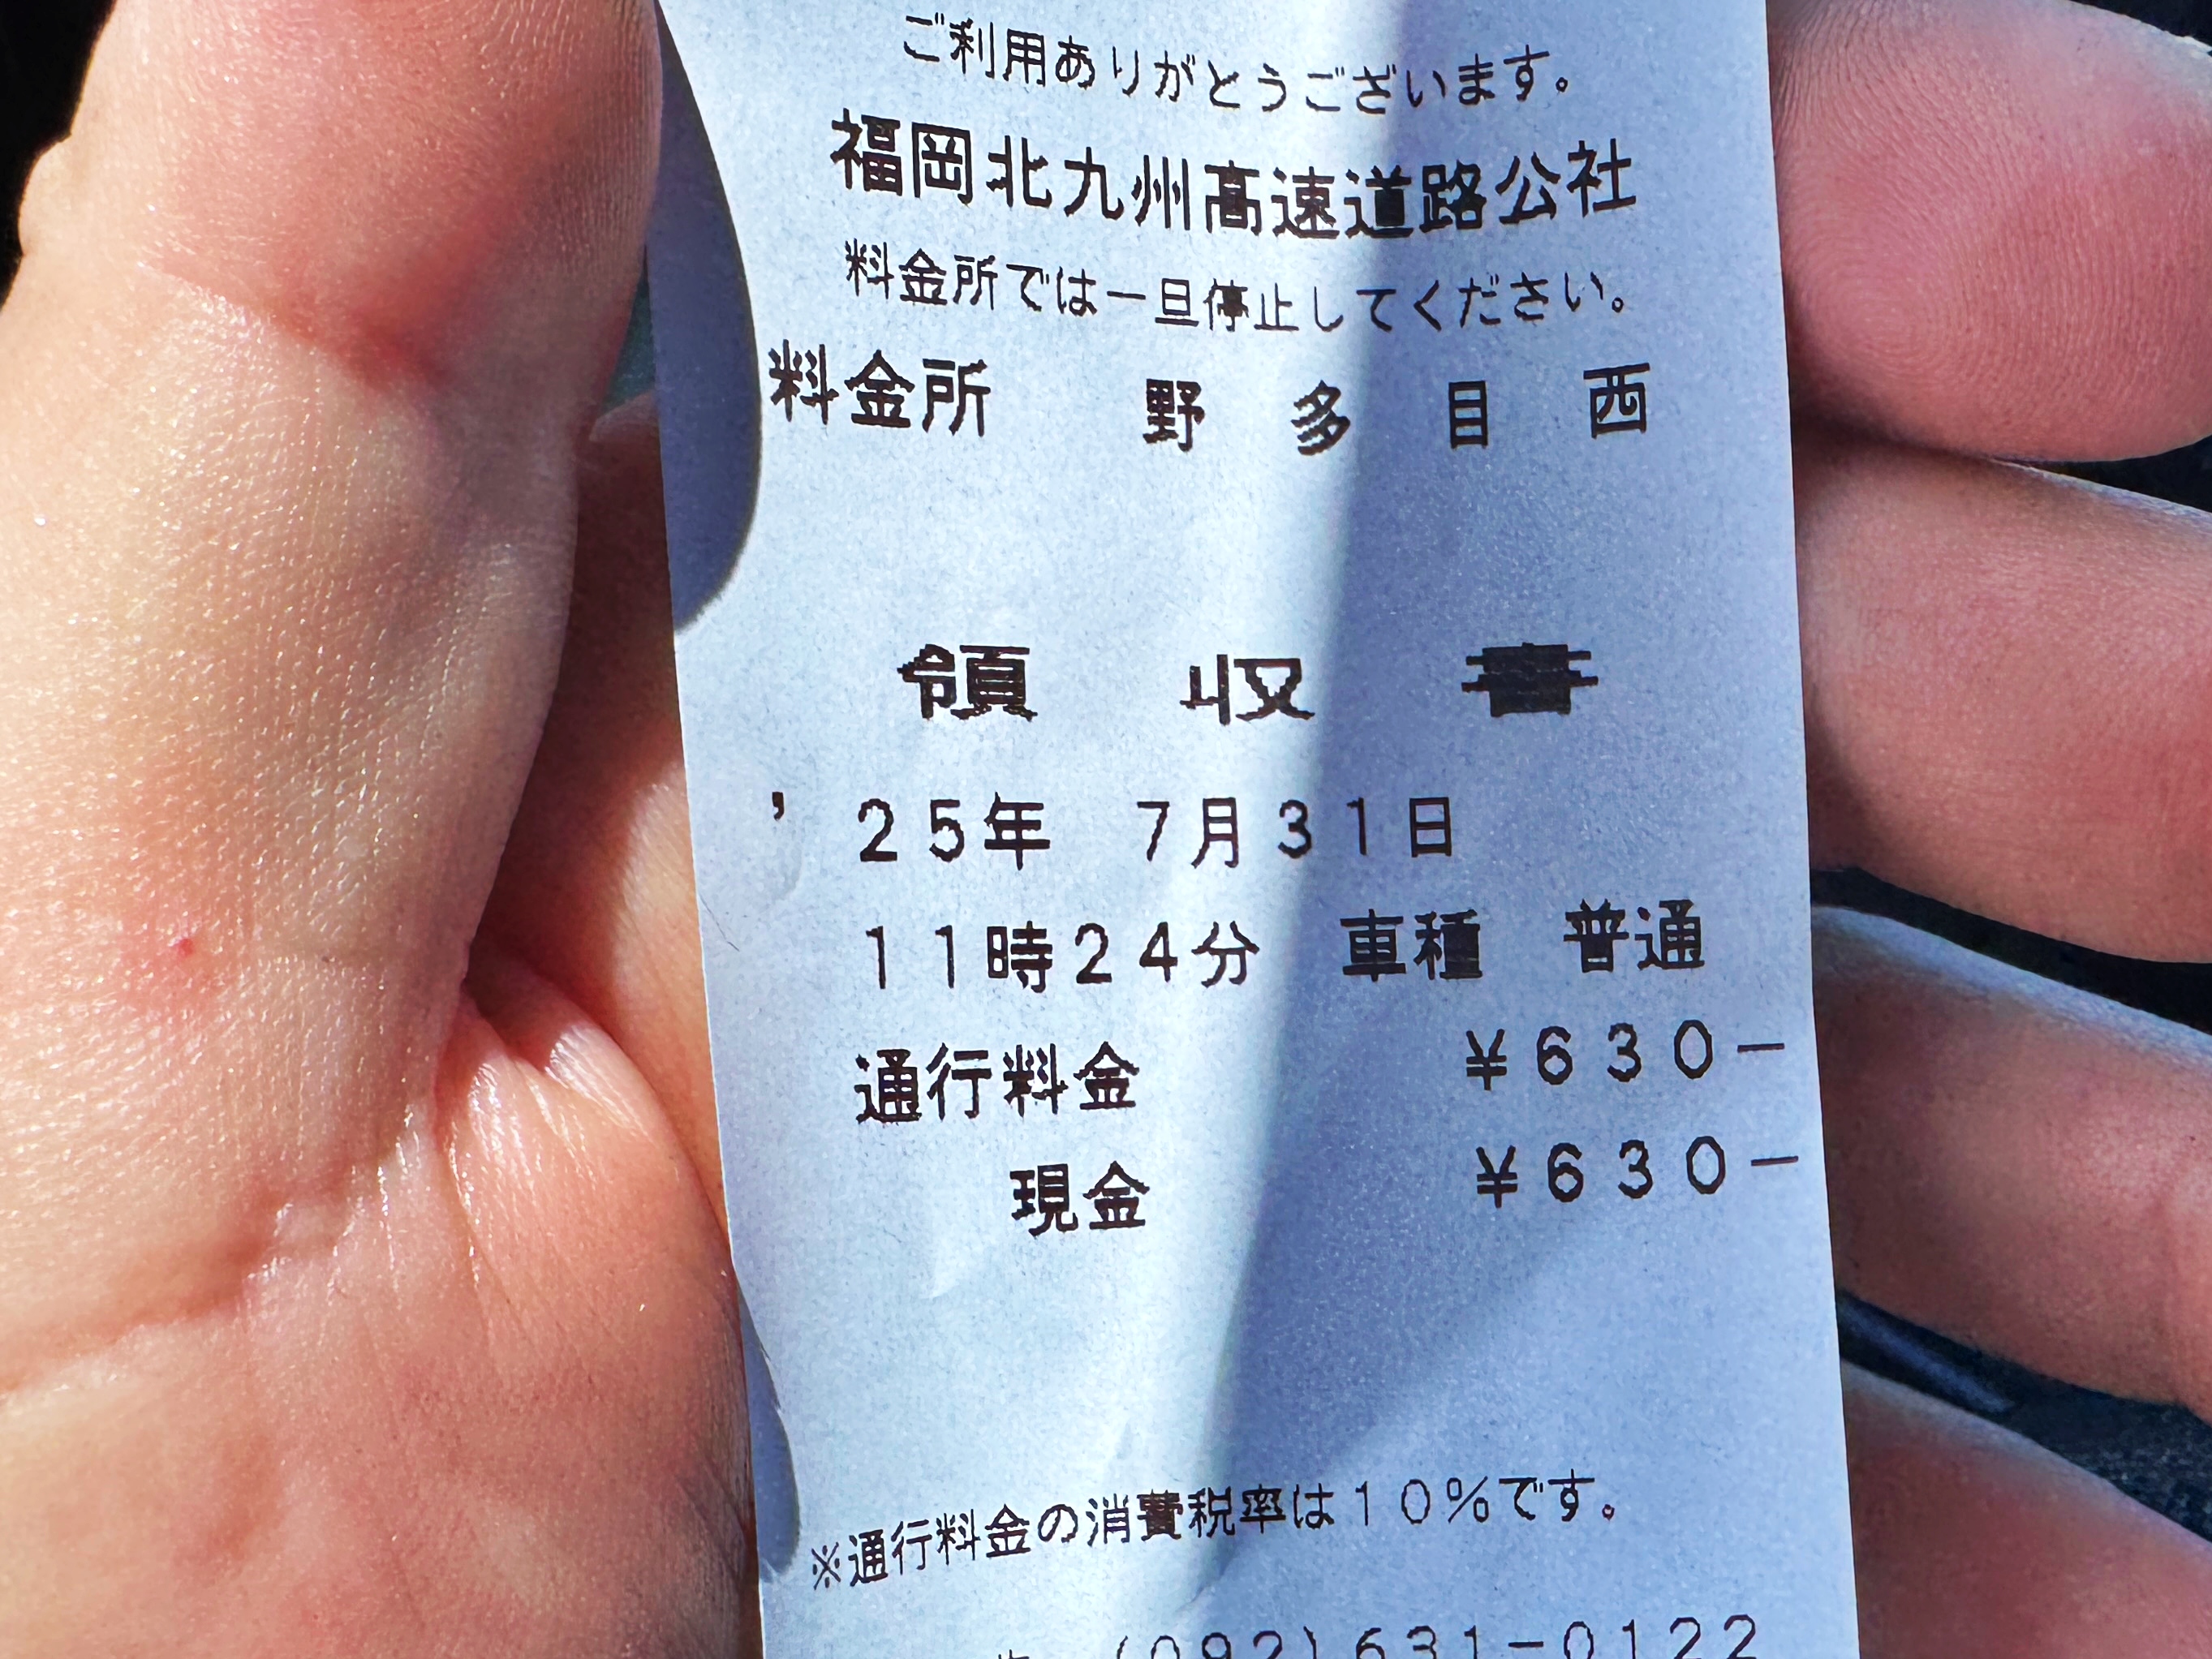 ご利用ありがとうございます。
福岡北九州高速道路公社
料金所では一旦停止してください。
料金所 野多目西
領収書
’25年 7月31日
11時24分 車種 普通
通行料金 ¥630−
現金 ¥630−
※通行料金の消費税率は10%です。
(092)631−0122